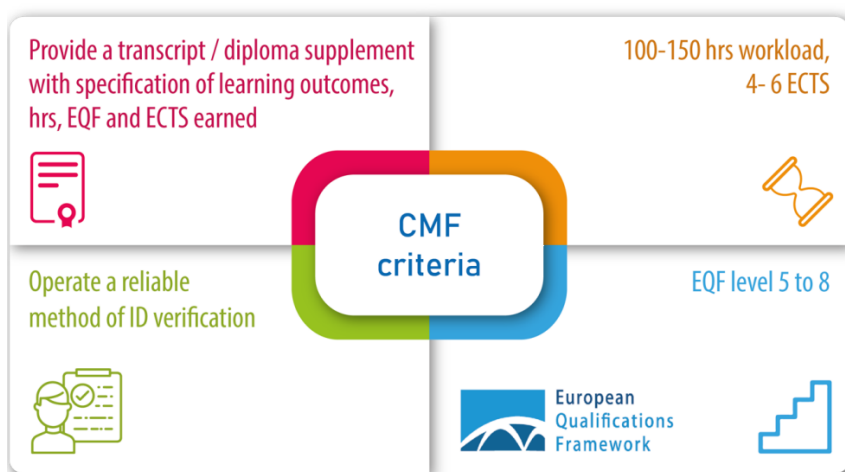 Provide a transcript / diploma supplement
with specification of learning outcomes,
hrs, EQF and ECTS earned
100-150 hrs workload,
4- 6 ECTS
CMF
criteria
Operate a reliable
method of ID verification
EQF level 5 to 8
European
Qualifications
Framework